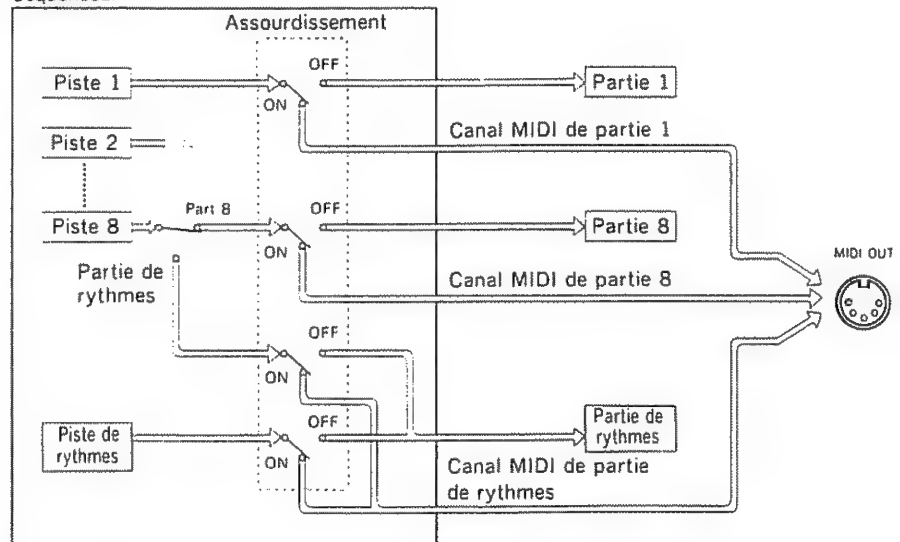 Assourdissement
OFF
Piste 1
Partie 1
ON
Canal MIDI de partie 1
Piste 2
Part 8
OFF
Piste 8
Partie 8
ON
MIDI OUT
Partie de
rythmes
Canal MIDI de partie 8
OFF
ON
Partie de
rythmes
OFF
Piste de
rythmes
ON
Canal MIDI de partie
de rythmes